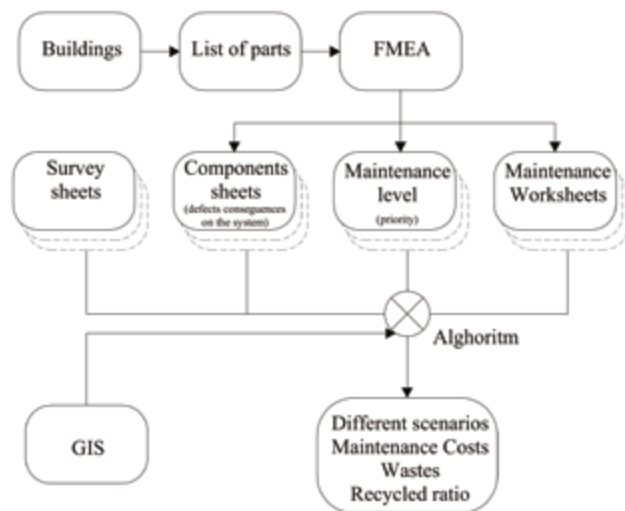 Buildings
List of parts
FMEA
Survey
sheets
Components
sheets
(defects conseguences
on the system)
Maintenance
level
(priority)
Maintenance
Worksheets
Alghoritm
GIS
Different scenarios
Maintenance Costs
Wastes
Recycled ratio